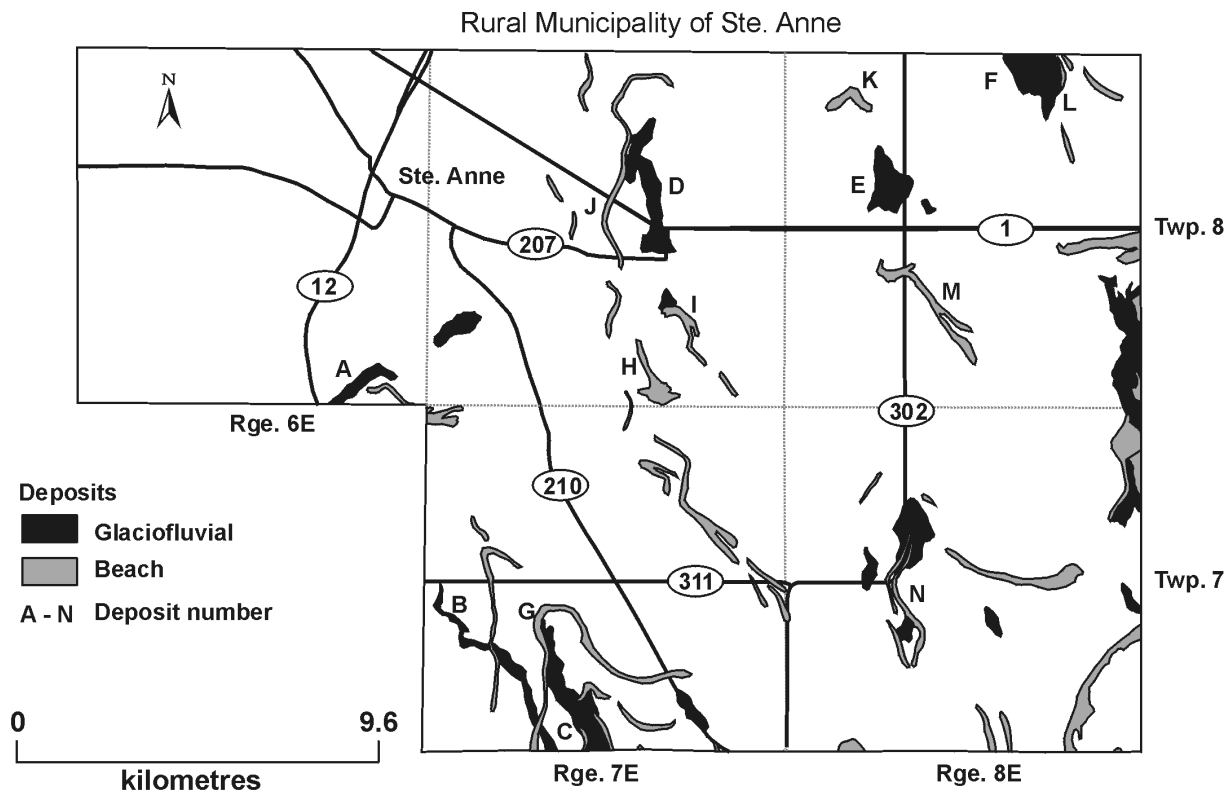 Rural Municipality of Ste. Anne
N
K
F
L
Ste. Anne
D
E
J
207
1
Twp. 8
12
I
M
A
H
302
Rge. 6E
210
Deposits
Glaciofluvial
Beach
A - N Deposit number
311
Twp. 7
B
G
N
C
0 9.6
kilometres
Rge. 7E
Rge. 8E